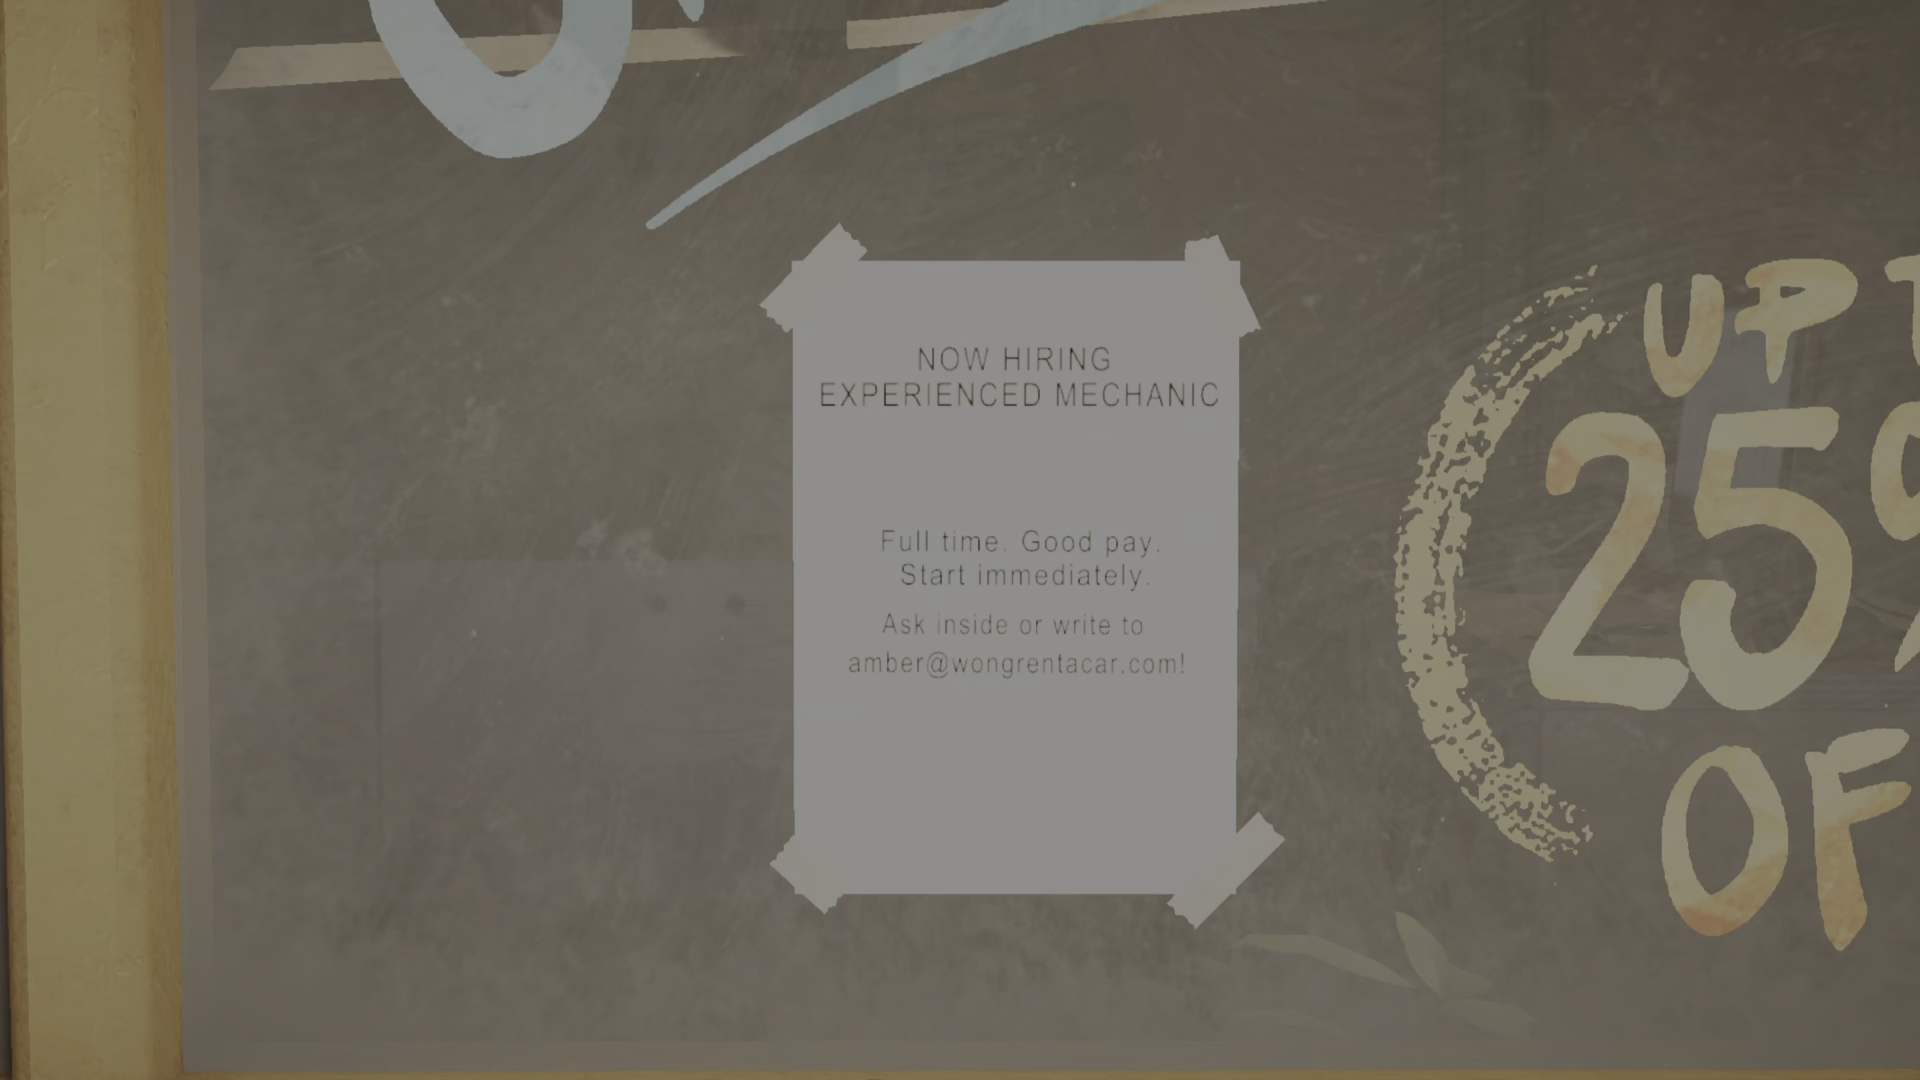 NOW HIRING
EXPERIENCED MECHANIC
Full time. Good pay.
Start immediately.
Ask inside or write to
amber@wongrentacar.com!
UP
25%
OF